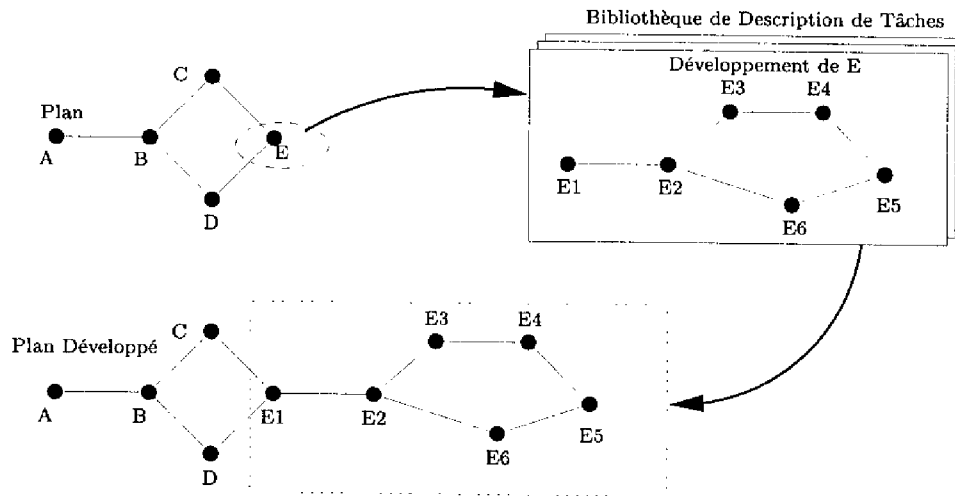 Bibliothèque de Description de Tâches
Développement de E
E3 E4
E1 E2
E6
E5
Plan
A B
C
D
E
Plan Développé
A B
C
D
E1 E2
E3 E4
E6
E5